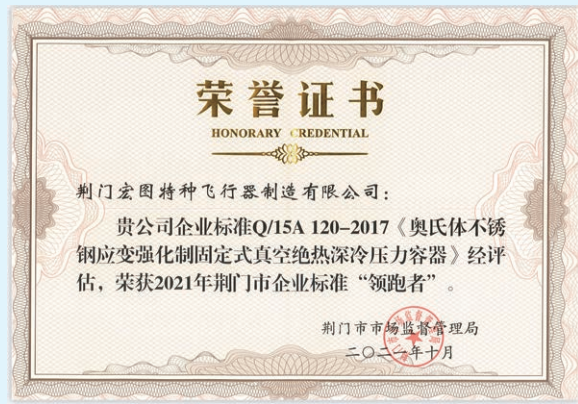 荣誉证书
HONORARY CREDENTIAL
荆门宏图特种飞行器制造有限公司：
贵公司企业标准Q/15A 120-2017《奥氏体不锈
钢应变强化制固定式真空绝热深冷压力容器》经评
估，荣获2021年荆门市企业标准“领跑者”。
荆门市市场监督管理局
二〇二一年十月